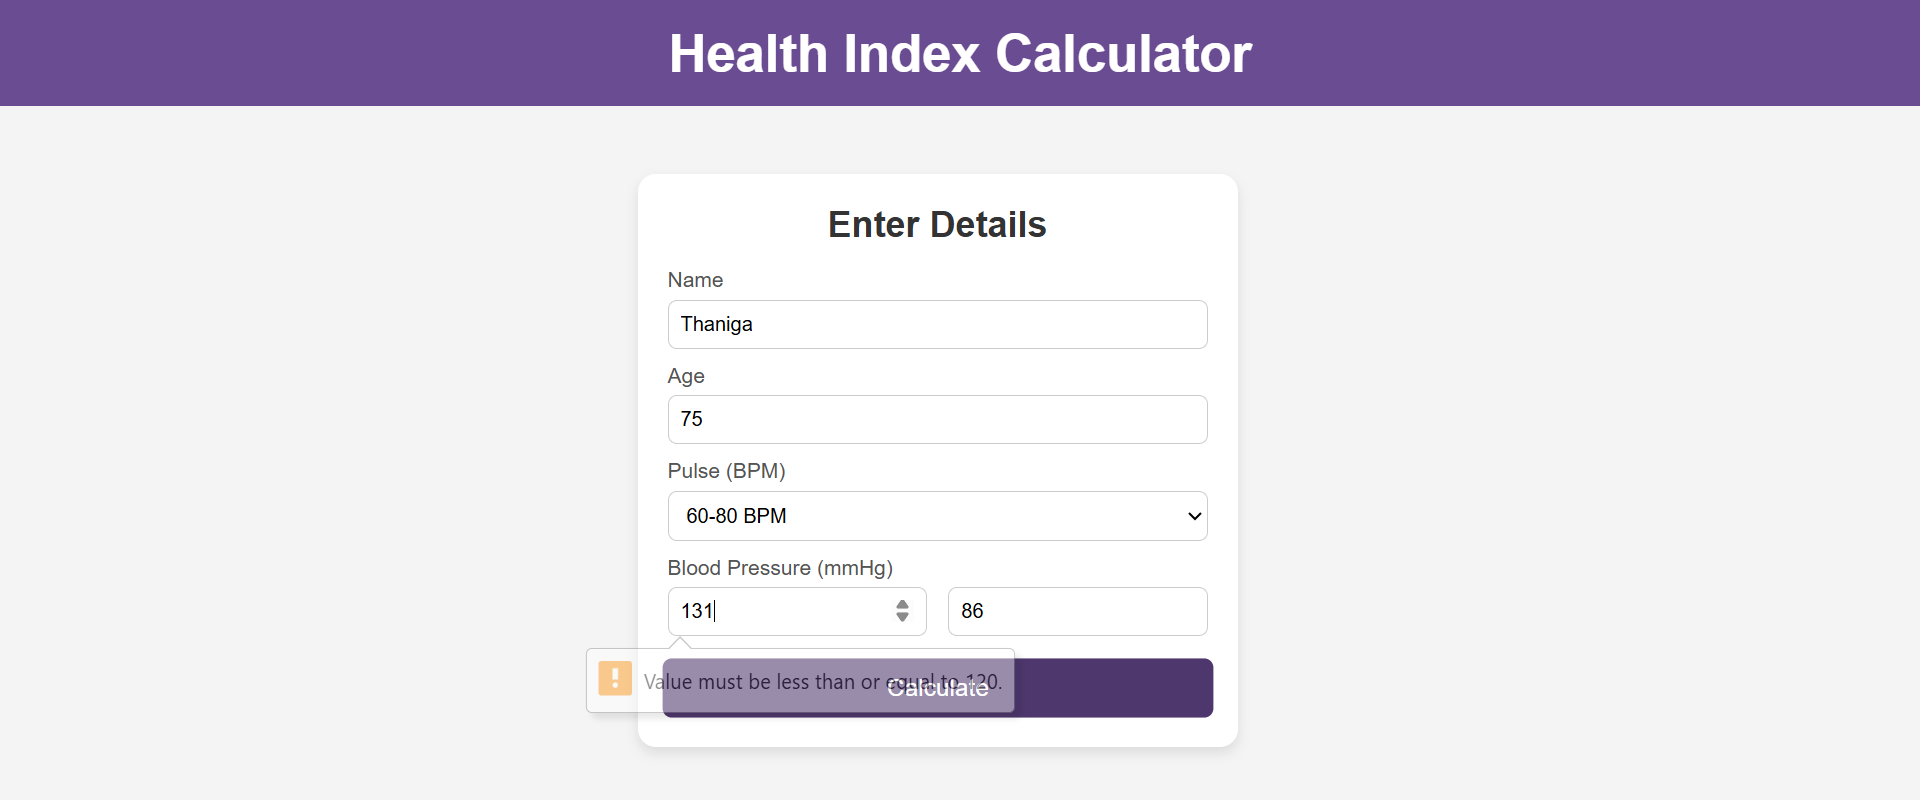 Health Index Calculator
Enter Details
Name
Thaniga
Age
75
Pulse (BPM)
60-80 BPM
Blood Pressure (mmHg)
131
86
Value must be less than or equal to 130.
Calculate